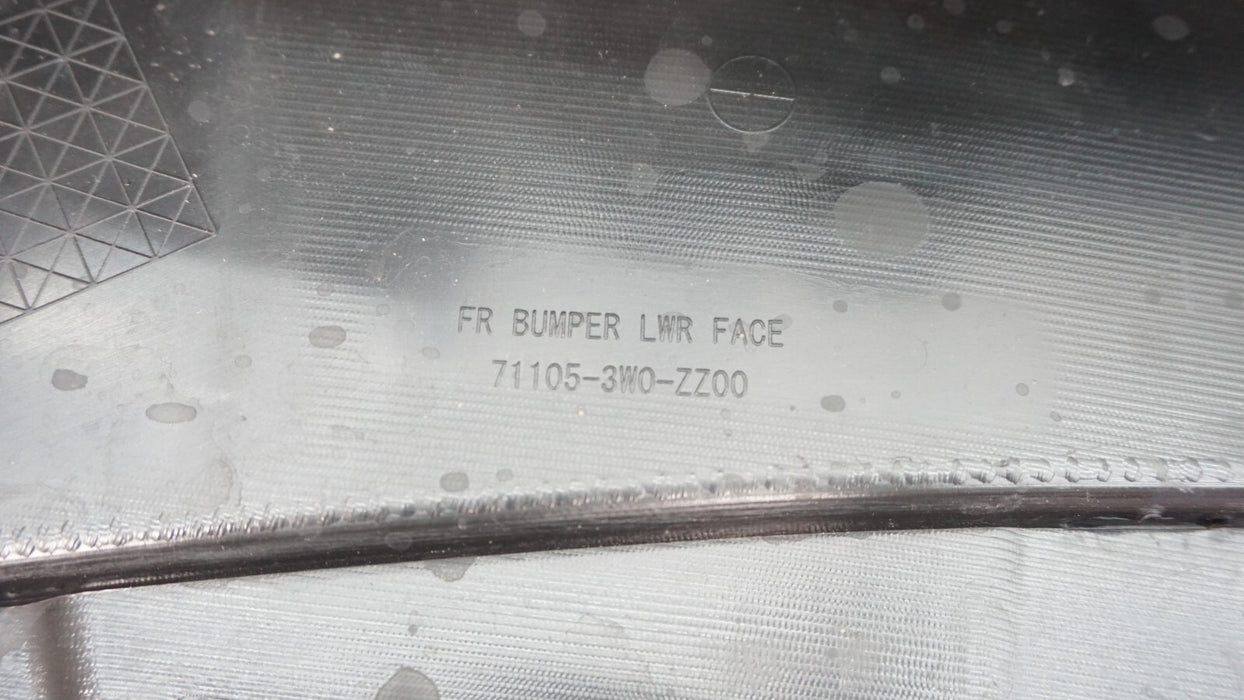 FR BUMPER LWR FACE
71105-3W0-ZZ00